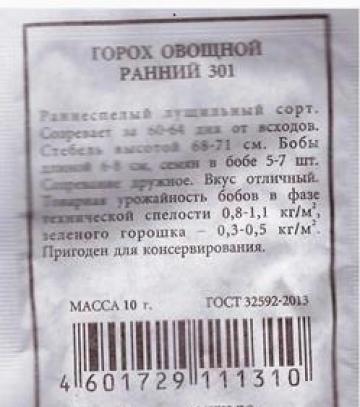 ГОРОХ ОВОЩНОЙ
РАННИЙ 301
Раннеспелый лущильный сорт.
Созревает за 60-64 дня от всходов.
Стебель высотой 68-71 см. Бобы
длиной 6-8 см, семян в бобе 5-7 шт.
Созревание дружное. Вкус отличный.
Товарная урожайность бобов в фазе
технической спелости 0,8-1,1 кг/м²,
зеленого горошка – 0,3-0,5 кг/м².
Пригоден для консервирования.
МАССА 10 г. ГОСТ 32592-2013
4 601729 111310